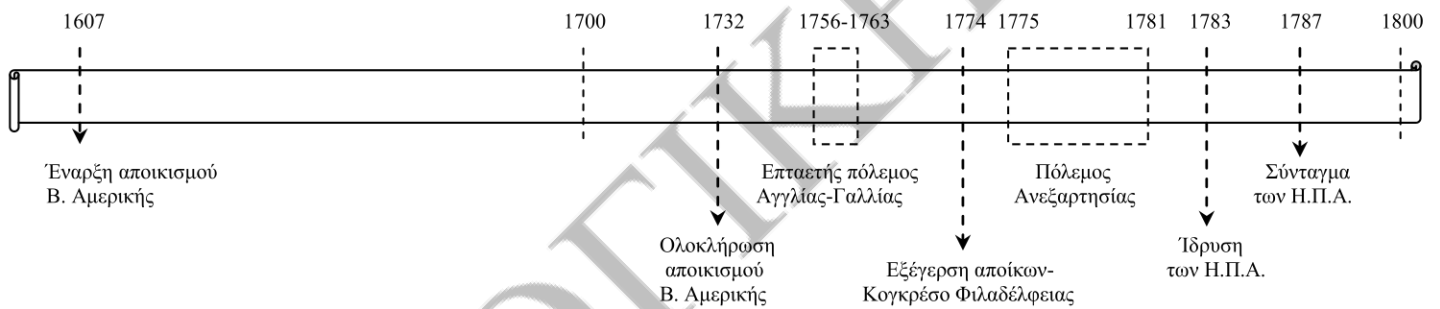 1607 1700 1732 1756-1763 1774 1775 1781 1783 1787 1800
Έναρξη αποικισμού
Β. Αμερικής
Ολοκλήρωση
αποικισμού
Β. Αμερικής
Επταετής πόλεμος
Αγγλίας-Γαλλίας
Εξέγερση αποίκων-
Κογκρέσο Φιλαδέλφειας
Πόλεμος
Ανεξαρτησίας
Ίδρυση
των Η.Π.Α.
Σύνταγμα
των Η.Π.Α.